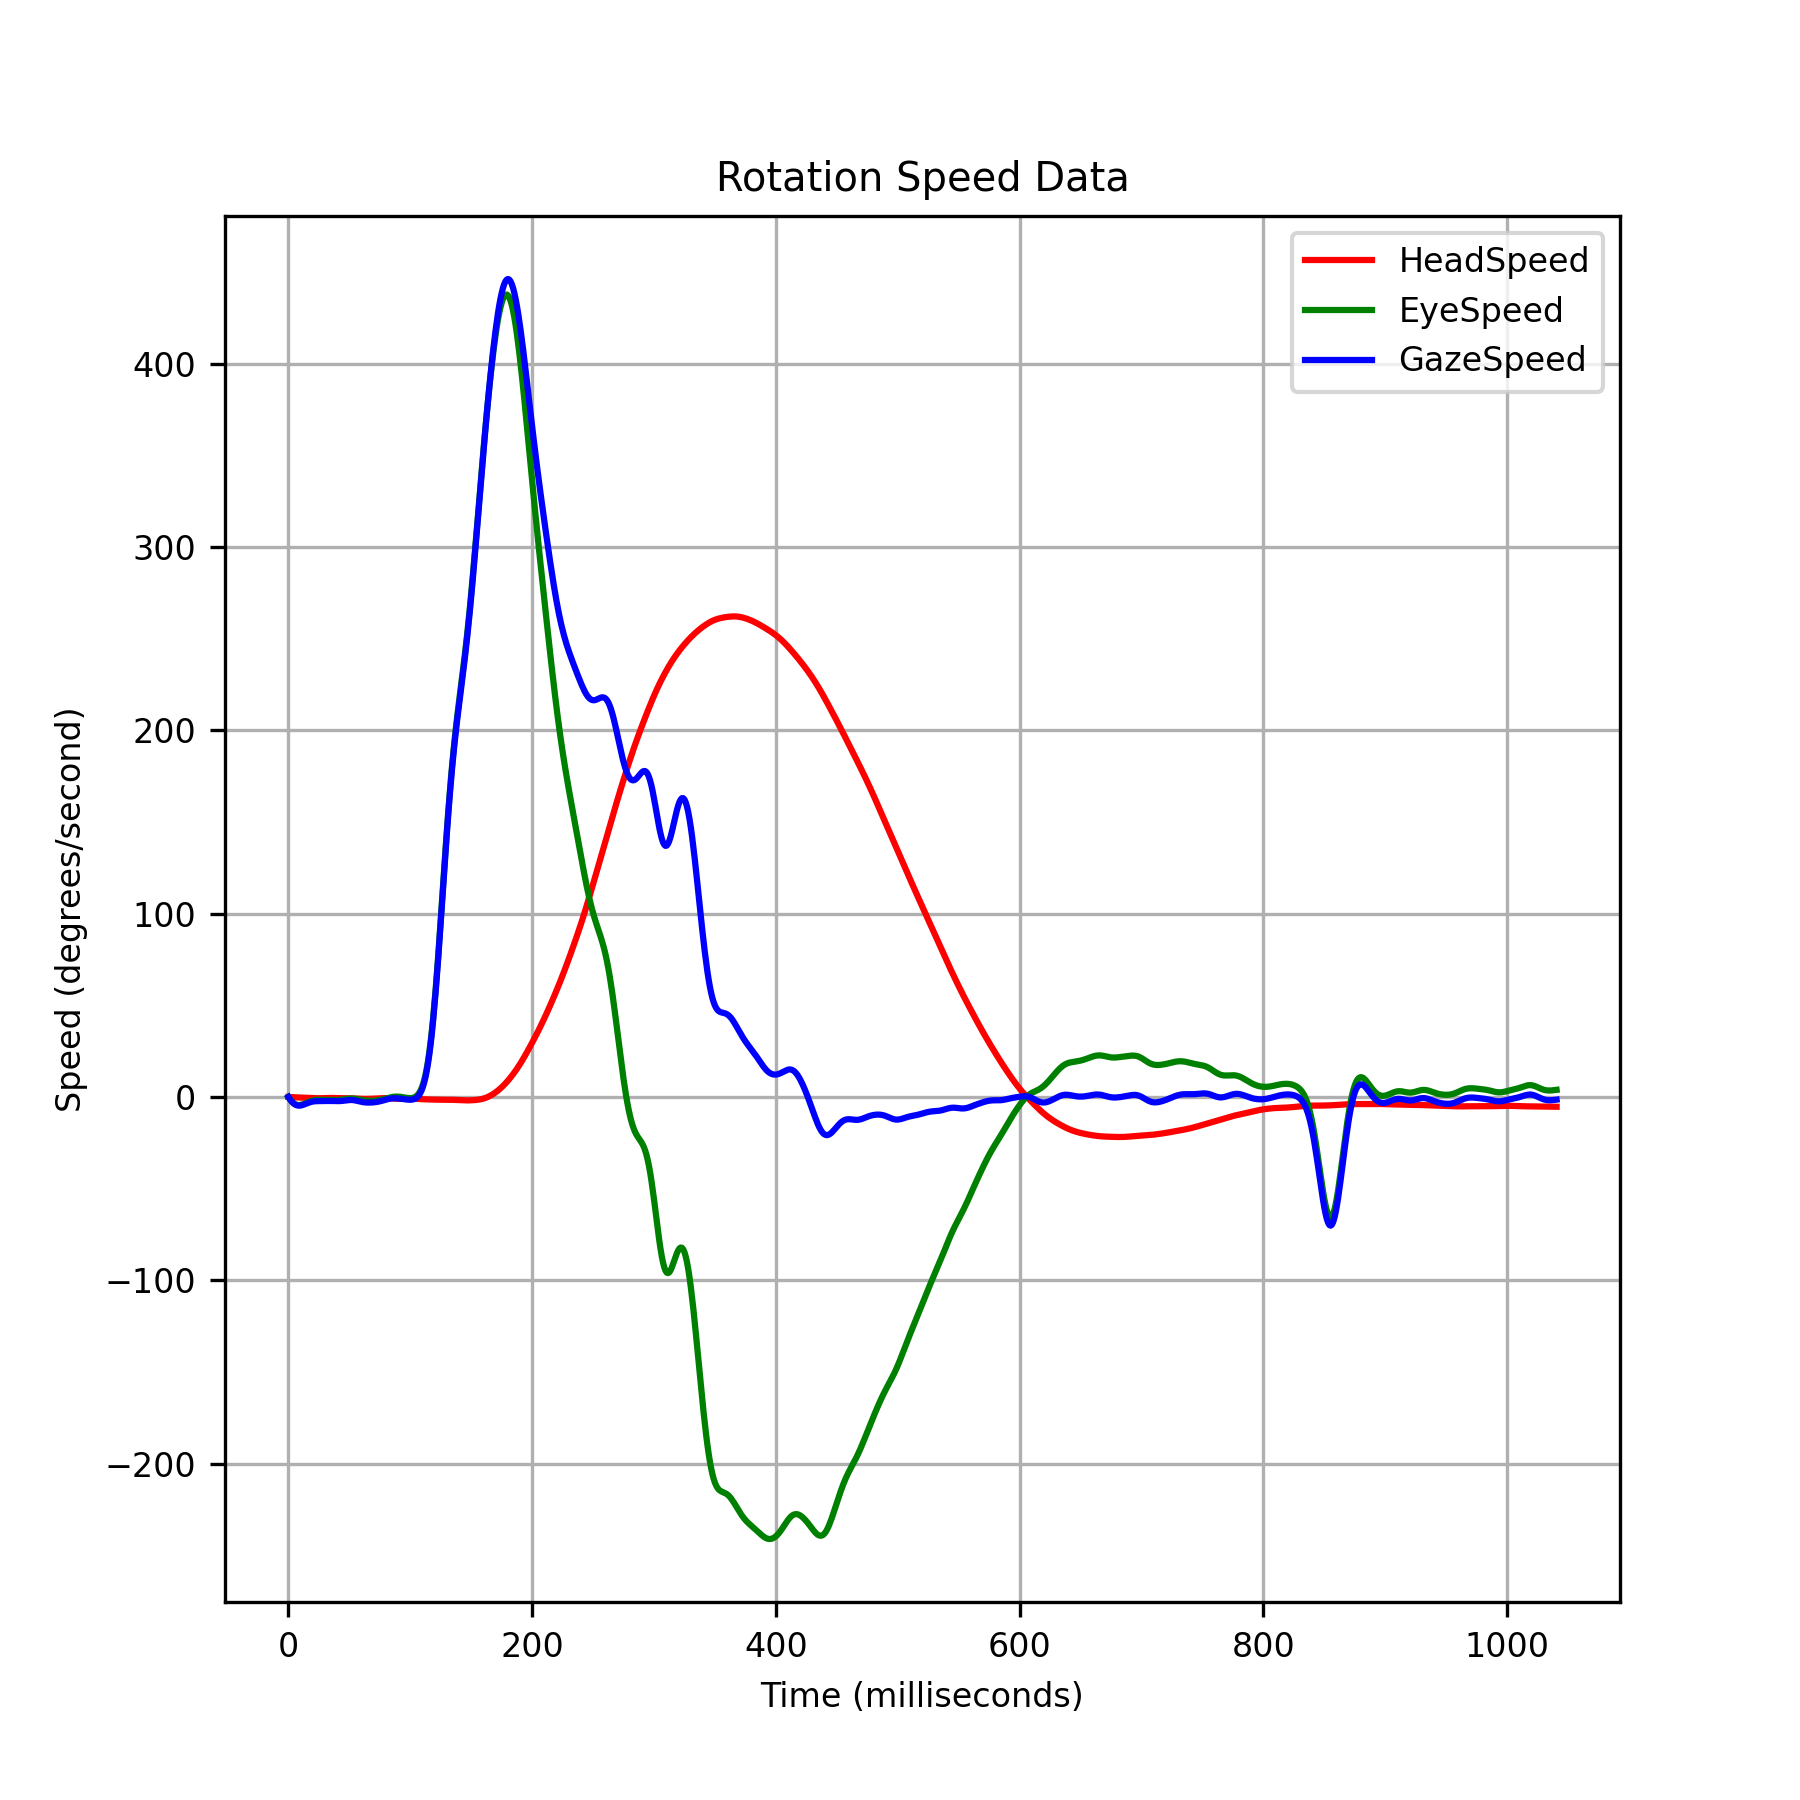 Rotation Speed Data
HeadSpeed
EyeSpeed
GazeSpeed
400
300
200
100
0
−100
−200
Speed (degrees/second)
0 200 400 600 800 1000
Time (milliseconds)